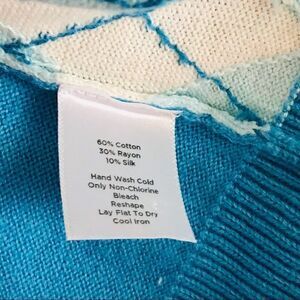 60% Cotton
30% Rayon
10% Silk
Hand Wash Cold
Only Non-Chlorine
Bleach
Reshape
Lay Flat To Dry
Cool Iron